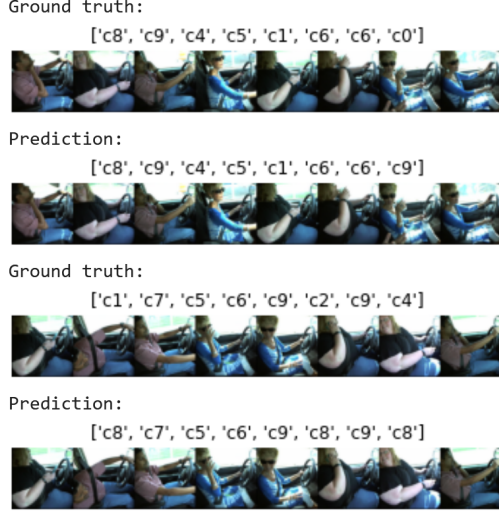 Ground truth:
['c8', 'c9', 'c4', 'c5', 'c1', 'c6', 'c6', 'c0']
Prediction:
['c8', 'c9', 'c4', 'c5', 'c1', 'c6', 'c6', 'c9']
Ground truth:
['c1', 'c7', 'c5', 'c6', 'c9', 'c2', 'c9', 'c4']
Prediction:
['c8', 'c7', 'c5', 'c6', 'c9', 'c8', 'c9', 'c8']